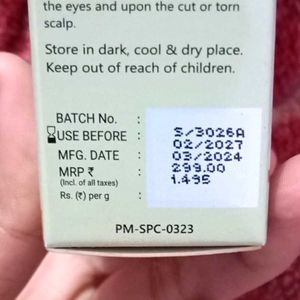 the eyes and upon the cut or torn
scalp.
Store in dark, cool & dry place.
Keep out of reach of children.
BATCH No. : S/3026A
USE BEFORE : 02/2027
MFG. DATE : 03/2024
MRP ₹ : 299.00
(Incl. of all taxes)
Rs. (₹) per g : 1.495
PM-SPC-0323